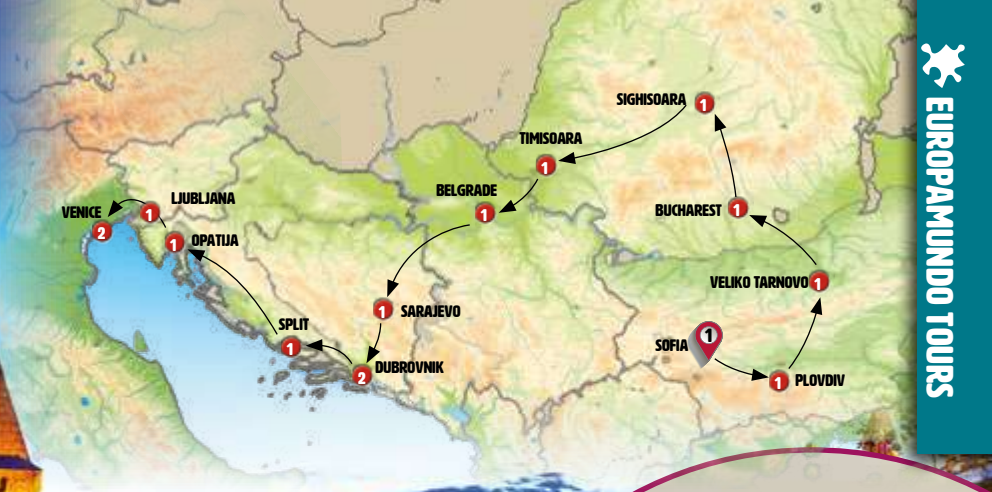 SIGHISOARA 1
TIMISOARA
1
BELGRADE
1
LJUBLJANA
1
VENICE
2
OPATIJA
1
BUCHAREST 1
VELIKO TARNOVO 1
SARAJEVO
1
SPLIT
1
SOFIA 1
DUBROVNIK
2
1 PLOVDIV
EUROPAMUNDO TOURS